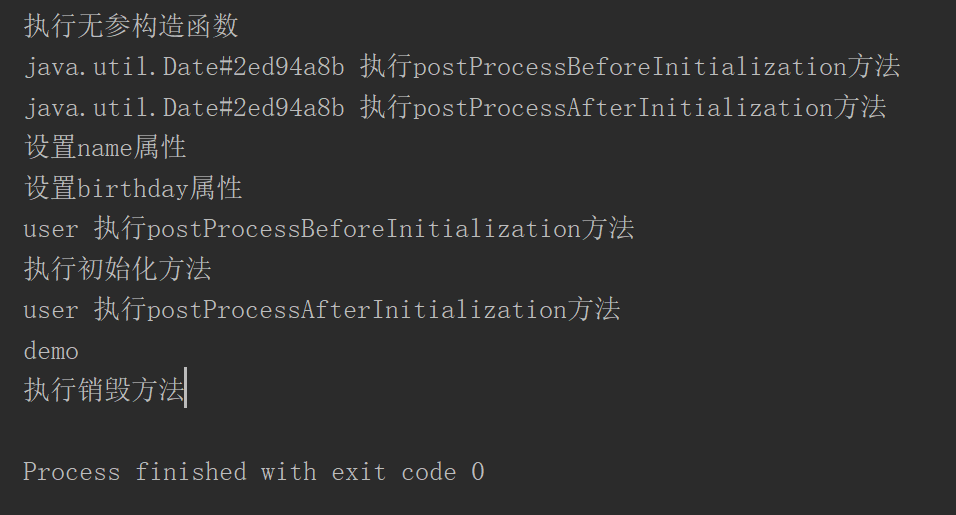 执行无参构造函数
java.util.Date#2ed94a8b 执行postProcessBeforeInitialization方法
java.util.Date#2ed94a8b 执行postProcessAfterInitialization方法
设置name属性
设置birthday属性
user 执行postProcessBeforeInitialization方法
执行初始化方法
user 执行postProcessAfterInitialization方法
demo
执行销毁方法
Process finished with exit code 0